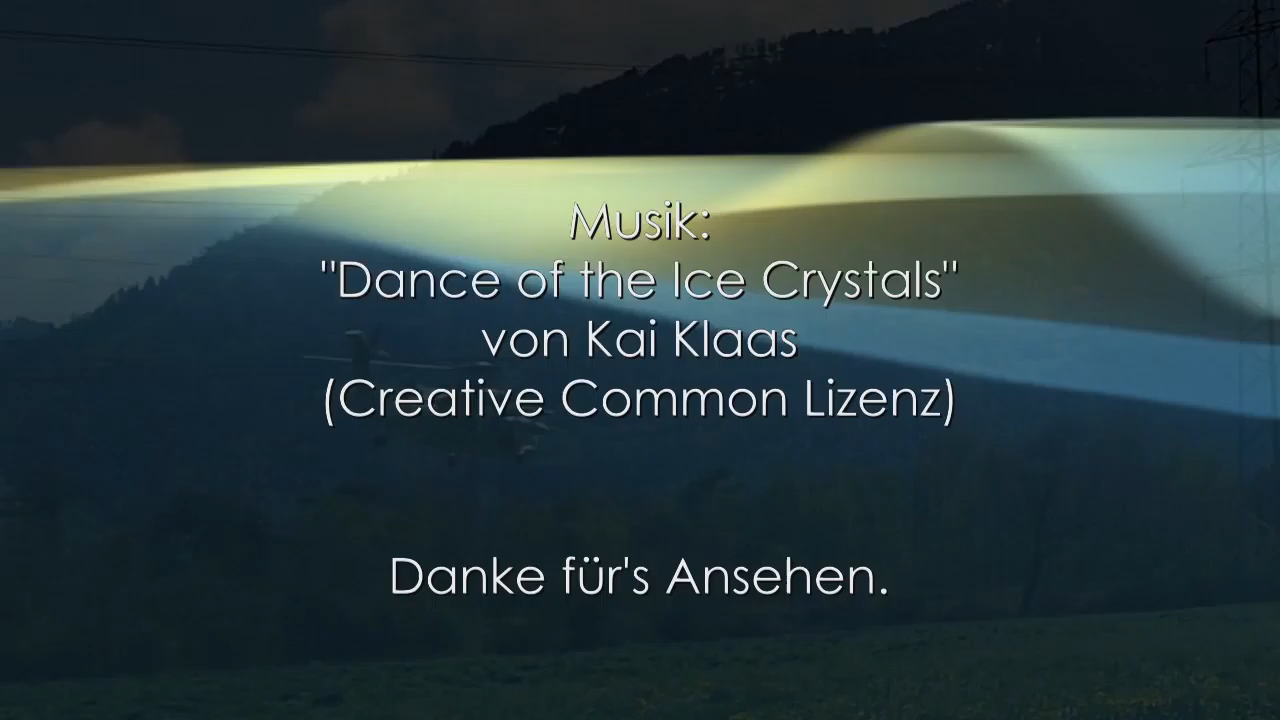 Musik:
"Dance of the Ice Crystals"
von Kai Klaas
(Creative Common Lizenz)
Danke für's Ansehen.